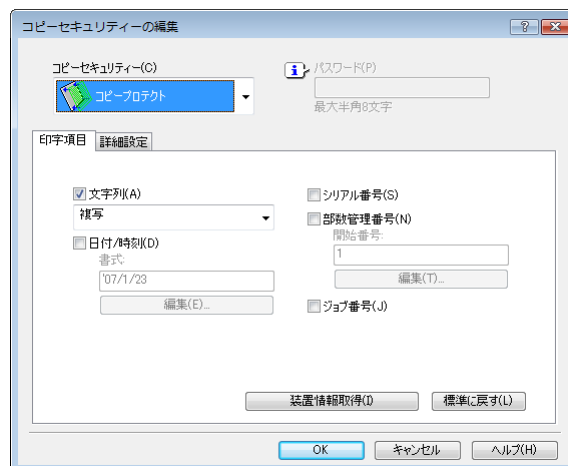 コピーセキュリティーの編集
コピーセキュリティー(C)
コピープロテクト
パスワード(P)
最大半角8文字
印字項目
詳細設定
文字列(A)
複写
日付/時刻(D)
書式:
'07/1/23
編集(E)...
シリアル番号(S)
部数管理番号(N)
開始番号:
1
編集(T)...
ジョブ番号(J)
装置情報取得(I)
標準に戻す(L)
OK
キャンセル
ヘルプ(H)